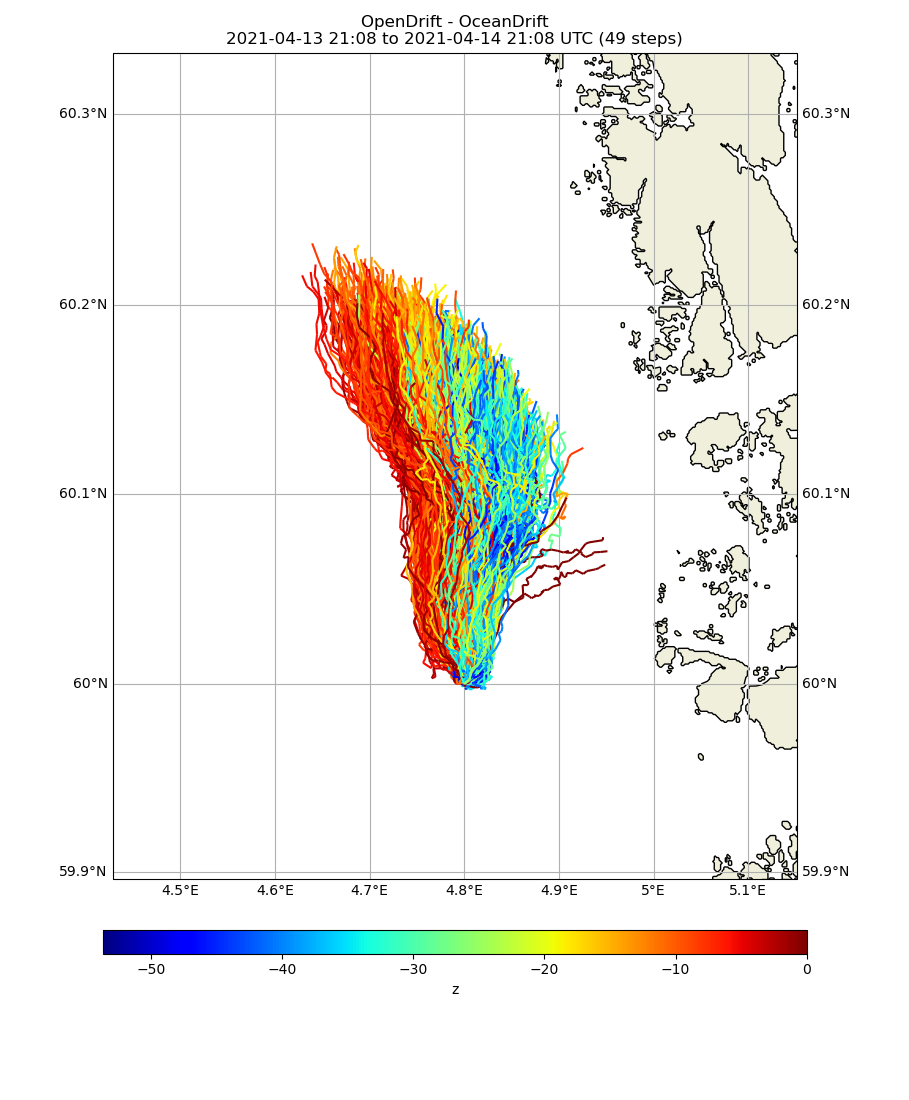 OpenDrift - OceanDrift
2021-04-13 21:08 to 2021-04-14 21:08 UTC (49 steps)
60.3°N 60.3°N
60.2°N 60.2°N
60.1°N 60.1°N
60°N 60°N
59.9°N 59.9°N
4.5°E 4.6°E 4.7°E 4.8°E 4.9°E 5°E 5.1°E
−50 −40 −30 −20 −10 0
z